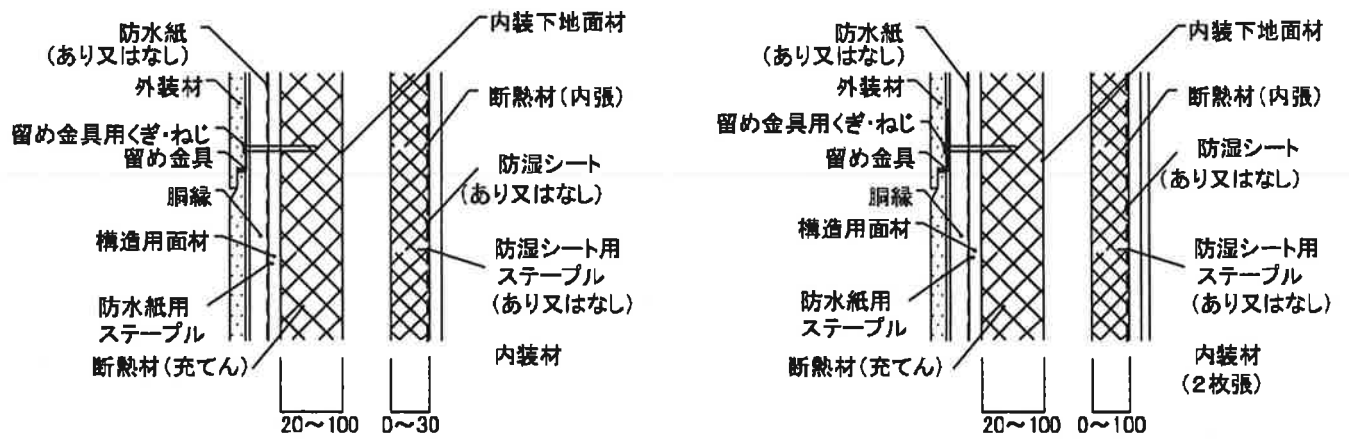 防水紙
(あり又はなし)
外装材
留め金具用くぎ・ねじ
留め金具
胴縁
構造用面材
防水紙用
ステープル
断熱材(充てん)
内装下地面材
断熱材(内張)
防湿シート
(あり又はなし)
防湿シート用
ステープル
(あり又はなし)
内装材
20~100
0~30
防水紙
(あり又はなし)
外装材
留め金具用くぎ・ねじ
留め金具
胴縁
構造用面材
防水紙用
ステープル
断熱材(充てん)
内装下地面材
断熱材(内張)
防湿シート
(あり又はなし)
防湿シート用
ステープル
(あり又はなし)
内装材
(2枚張)
20~100
0~100